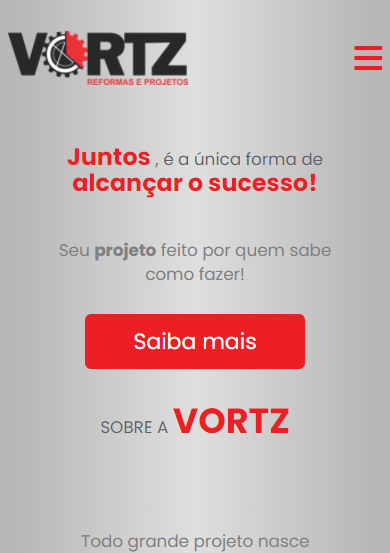 VORTZ
REFORMAS E PROJETOS
Juntos , é a única forma de
alcançar o sucesso!
Seu projeto feito por quem sabe
como fazer!
Saiba mais
SOBRE A VORTZ
Todo grande projeto nasce